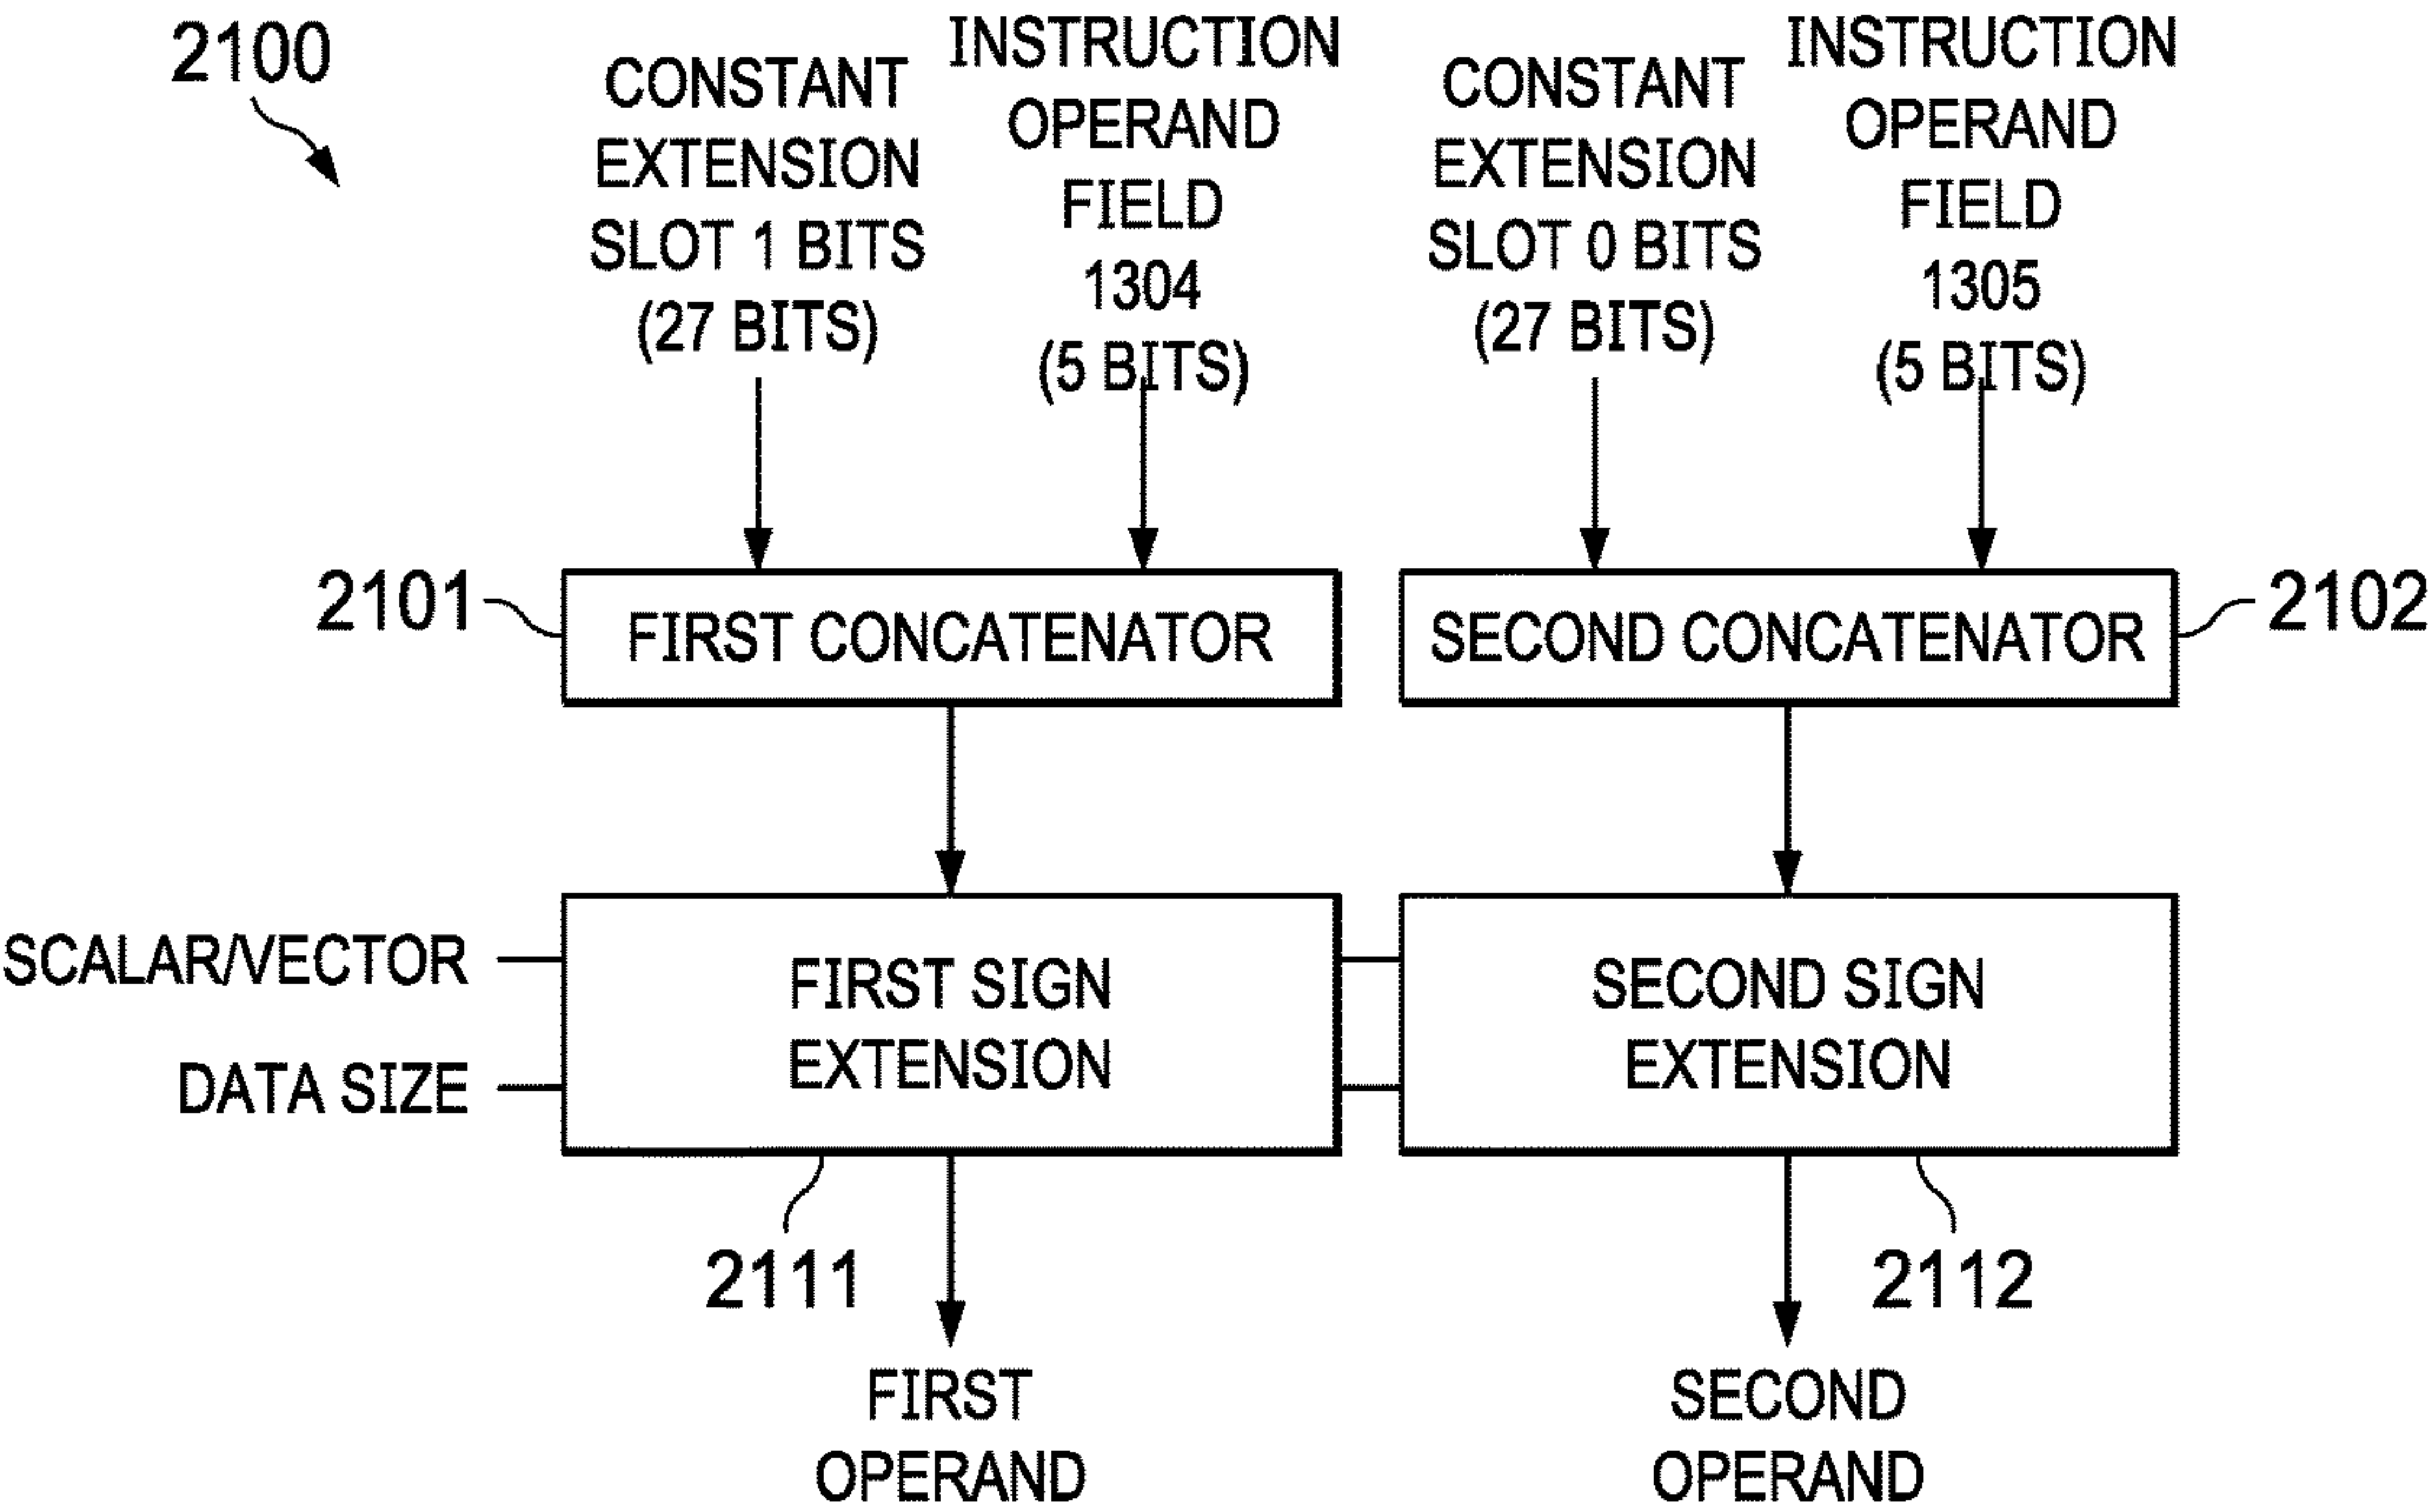 2100
CONSTANT
EXTENSION
SLOT 1 BITS
(27 BITS)
INSTRUCTION
OPERAND
FIELD
1304
(5 BITS)
CONSTANT
EXTENSION
SLOT 0 BITS
(27 BITS)
INSTRUCTION
OPERAND
FIELD
1305
(5 BITS)
2101
FIRST CONCATENATOR
SECOND CONCATENATOR
2102
SCALAR/VECTOR
DATA SIZE
FIRST SIGN
EXTENSION
SECOND SIGN
EXTENSION
2111
2112
FIRST
OPERAND
SECOND
OPERAND